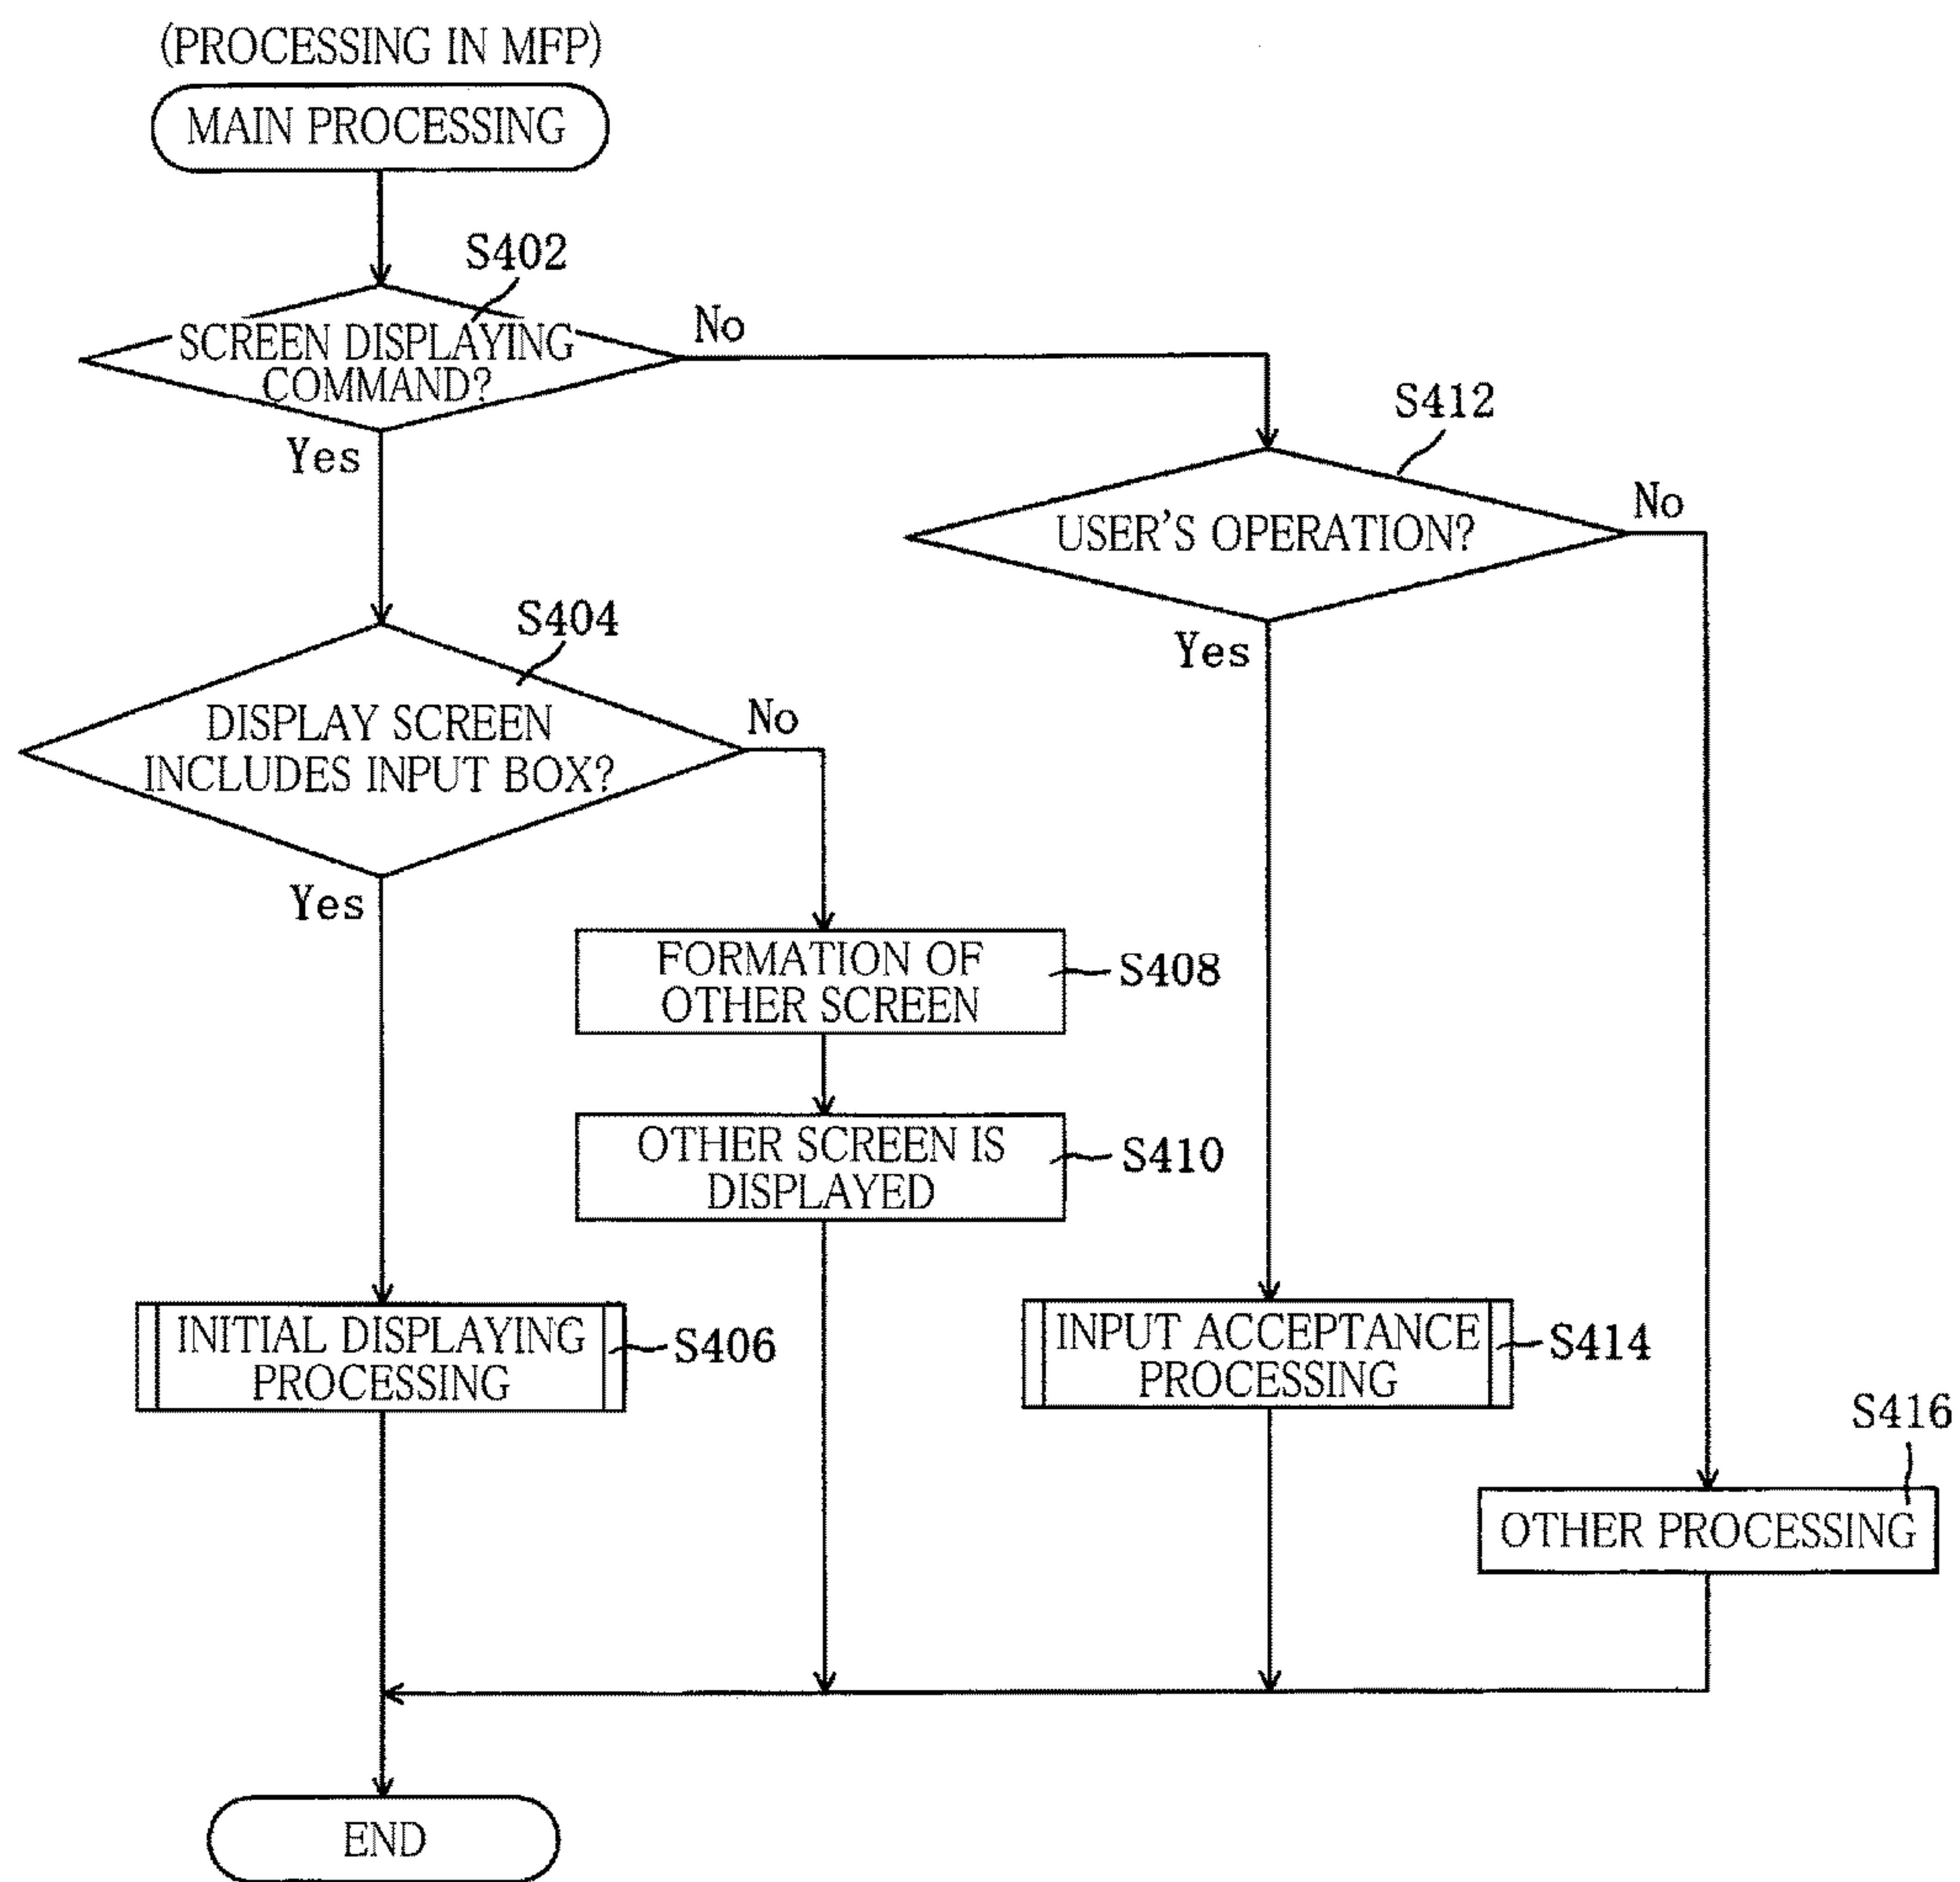 (PROCESSING IN MFP)
MAIN PROCESSING
S402
SCREEN DISPLAYING
COMMAND?
No
Yes
S412
USER'S OPERATION?
No
Yes
S404
DISPLAY SCREEN
INCLUDES INPUT BOX?
No
Yes
FORMATION OF
OTHER SCREEN
S408
OTHER SCREEN IS
DISPLAYED
S410
INITIAL DISPLAYING
PROCESSING
S406
INPUT ACCEPTANCE
PROCESSING
S414
S416
OTHER PROCESSING
END